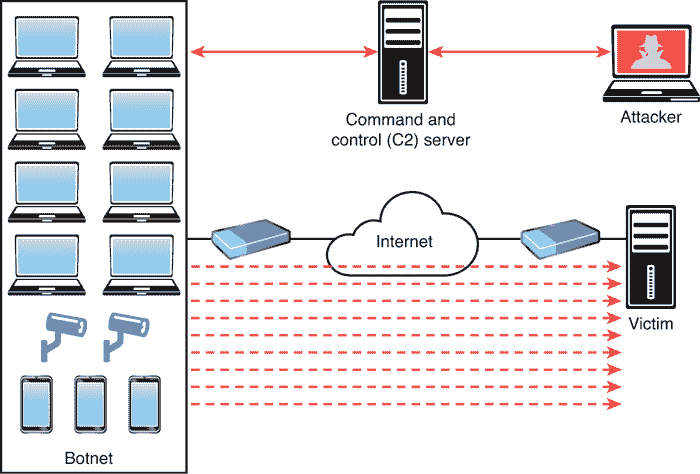 Command and
control (C2) server
Attacker
Internet
Victim
Botnet